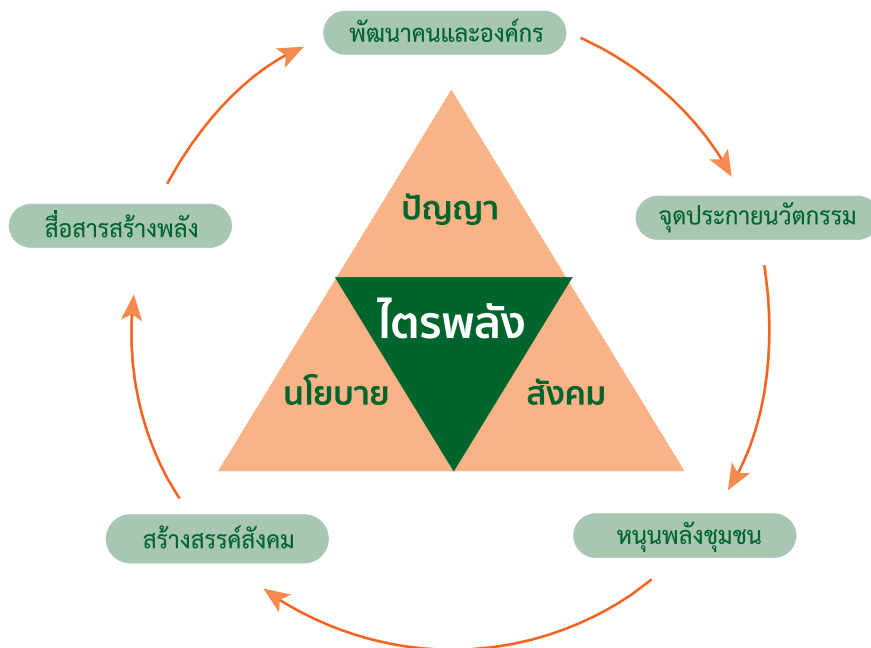 พัฒนาคนและองค์กร
จุดประกายนวัตกรรม
หนุนพลังชุมชน
สร้างสรรค์สังคม
สื่อสารสร้างพลัง
ปัญญา
ไตรพลัง
นโยบาย
สังคม